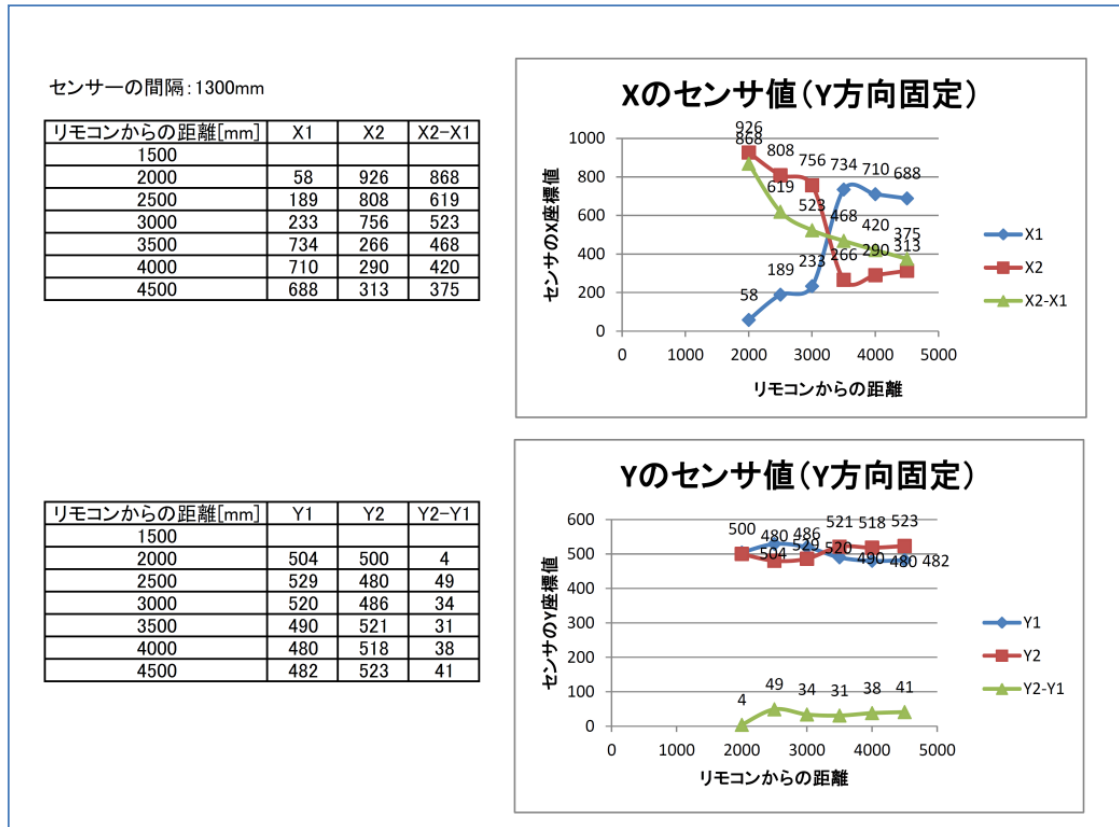 センサーの間隔:1300mm
リモコンからの距離[mm] X1 X2 X2-X1
1500
2000 58 926 868
2500 189 808 619
3000 233 756 523
3500 734 266 468
4000 710 290 420
4500 688 313 375
Xのセンサ値(Y方向固定)
センサのX座標値
1000
800
600
400
200
0
926
868
808
756
734
710
688
619
523
468
420
375
58
189
233
266
290
313
0 1000 2000 3000 4000 5000
リモコンからの距離
X1
X2
X2-X1
リモコンからの距離[mm] Y1 Y2 Y2-Y1
1500
2000 504 500 4
2500 529 480 49
3000 520 486 34
3500 490 521 31
4000 480 518 38
4500 482 523 41
Yのセンサ値(Y方向固定)
センサのY座標値
600
500
400
300
200
100
0
500 480 486 521 518 523
504 529 520 490 480 482
4 49 34 31 38 41
0 1000 2000 3000 4000 5000
リモコンからの距離
Y1
Y2
Y2-Y1